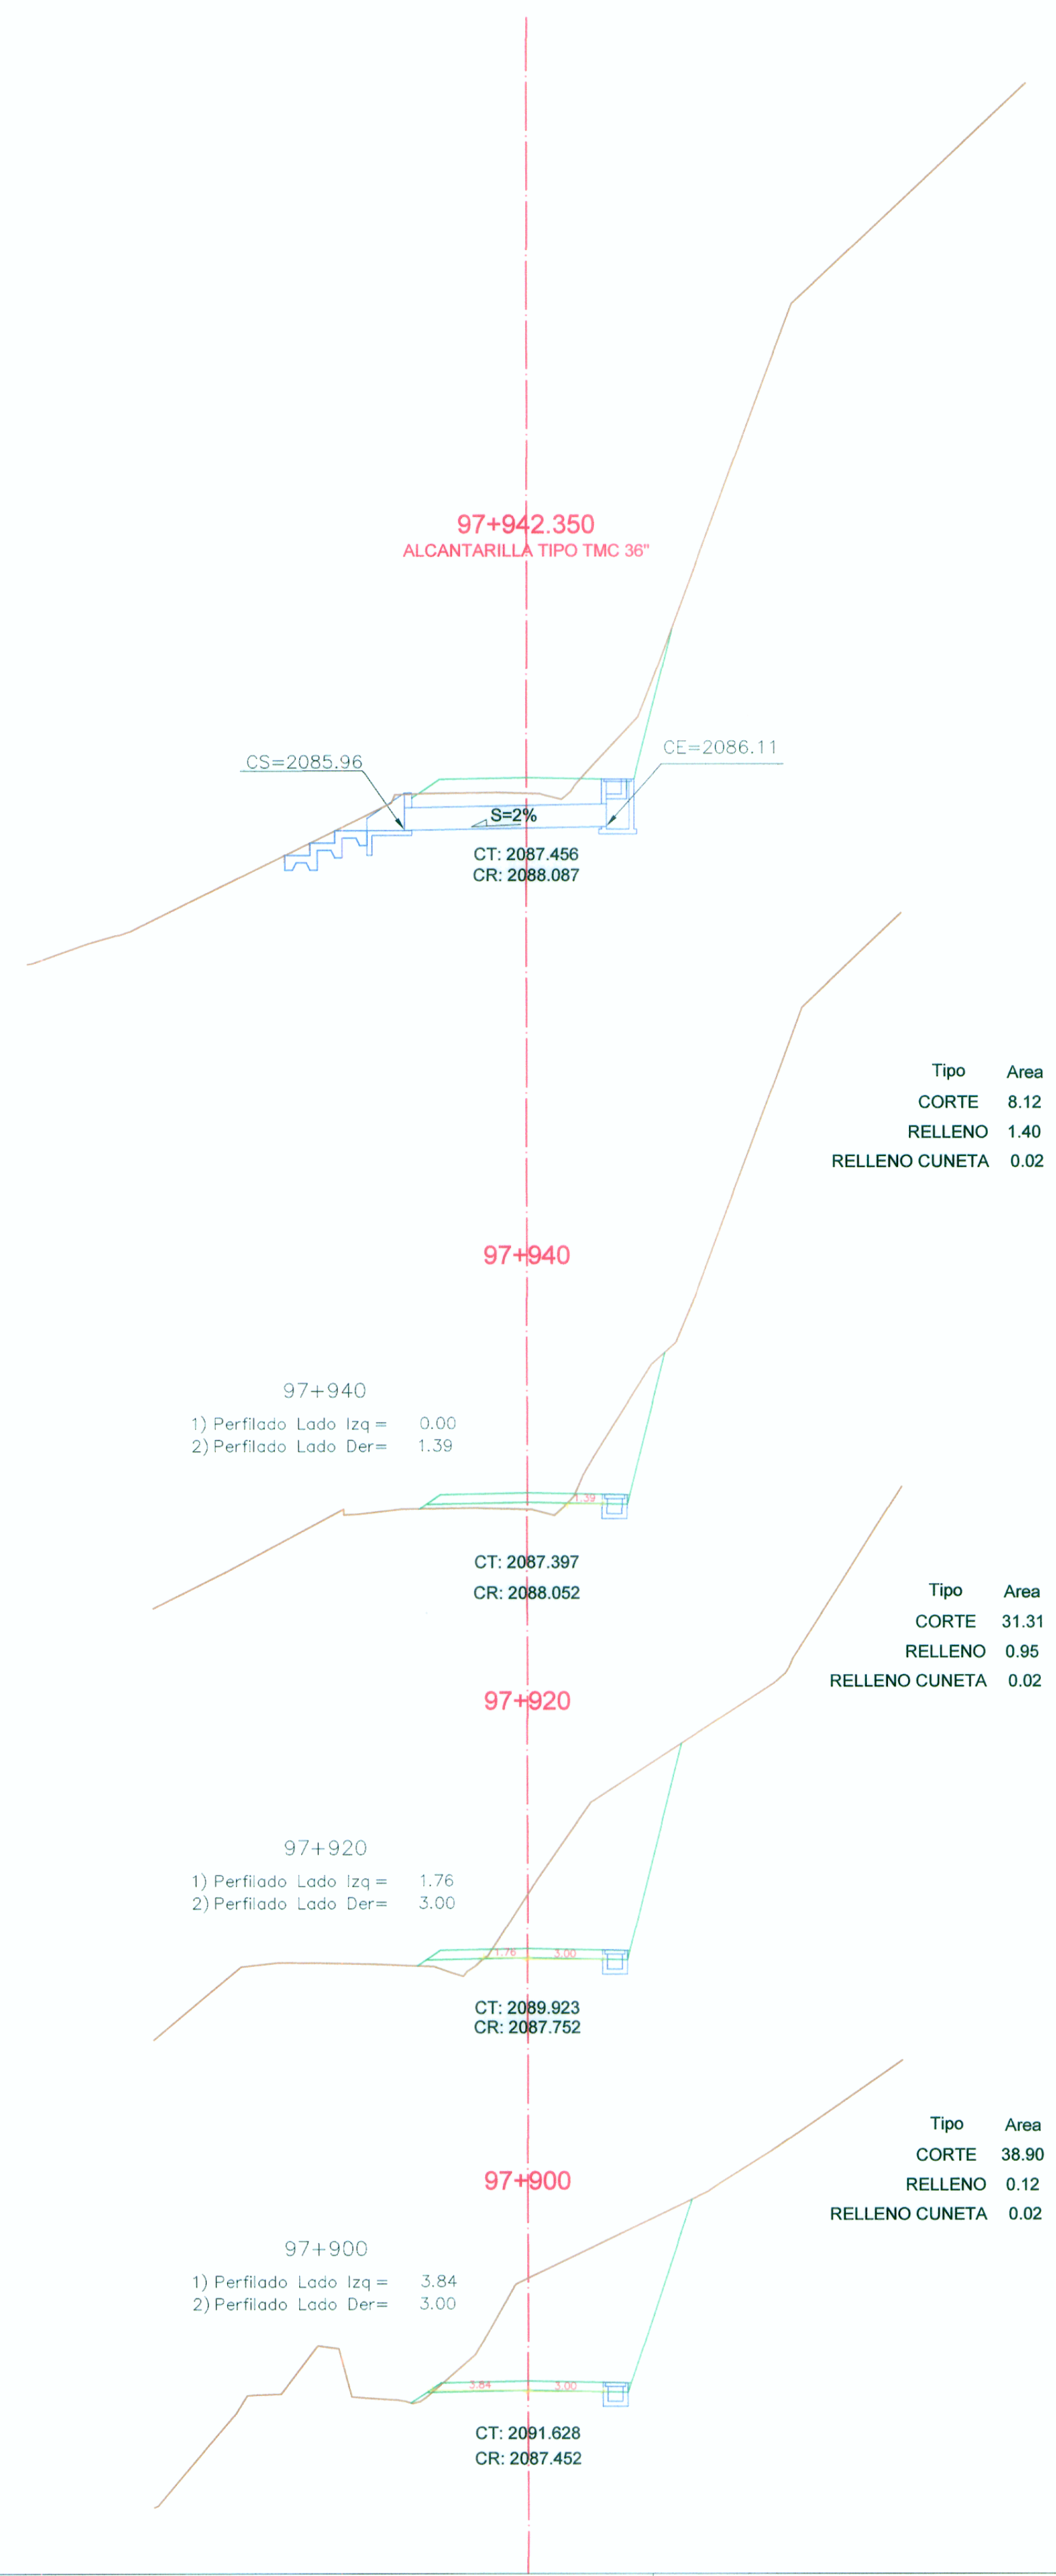 97+942.350
ALCANTARILLA TIPO TMC 36"
CS=2085.96
CE=2086.11
S=2%
CT: 2087.456
CR: 2088.087
Tipo Area
CORTE 8.12
RELLENO 1.40
RELLENO CUNETA 0.02
97+940
97+940
1) Perfilado Lado Izq = 0.00
2) Perfilado Lado Der= 1.39
1.39
CT: 2087.397
CR: 2088.052
Tipo Area
CORTE 31.31
RELLENO 0.95
RELLENO CUNETA 0.02
97+920
97+920
1) Perfilado Lado Izq = 1.76
2) Perfilado Lado Der= 3.00
1.76 3.00
CT: 2089.923
CR: 2087.752
Tipo Area
CORTE 38.90
RELLENO 0.12
RELLENO CUNETA 0.02
97+900
97+900
1) Perfilado Lado Izq = 3.84
2) Perfilado Lado Der= 3.00
3.84 3.00
CT: 2091.628
CR: 2087.452